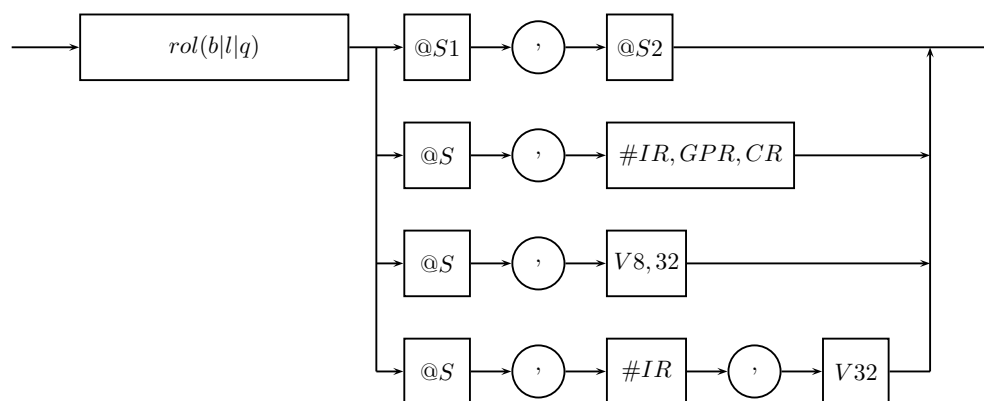 rol(b|l|q) @S1 , @S2
@S , #IR, GPR, CR
@S , V8, 32
@S , #IR , V32